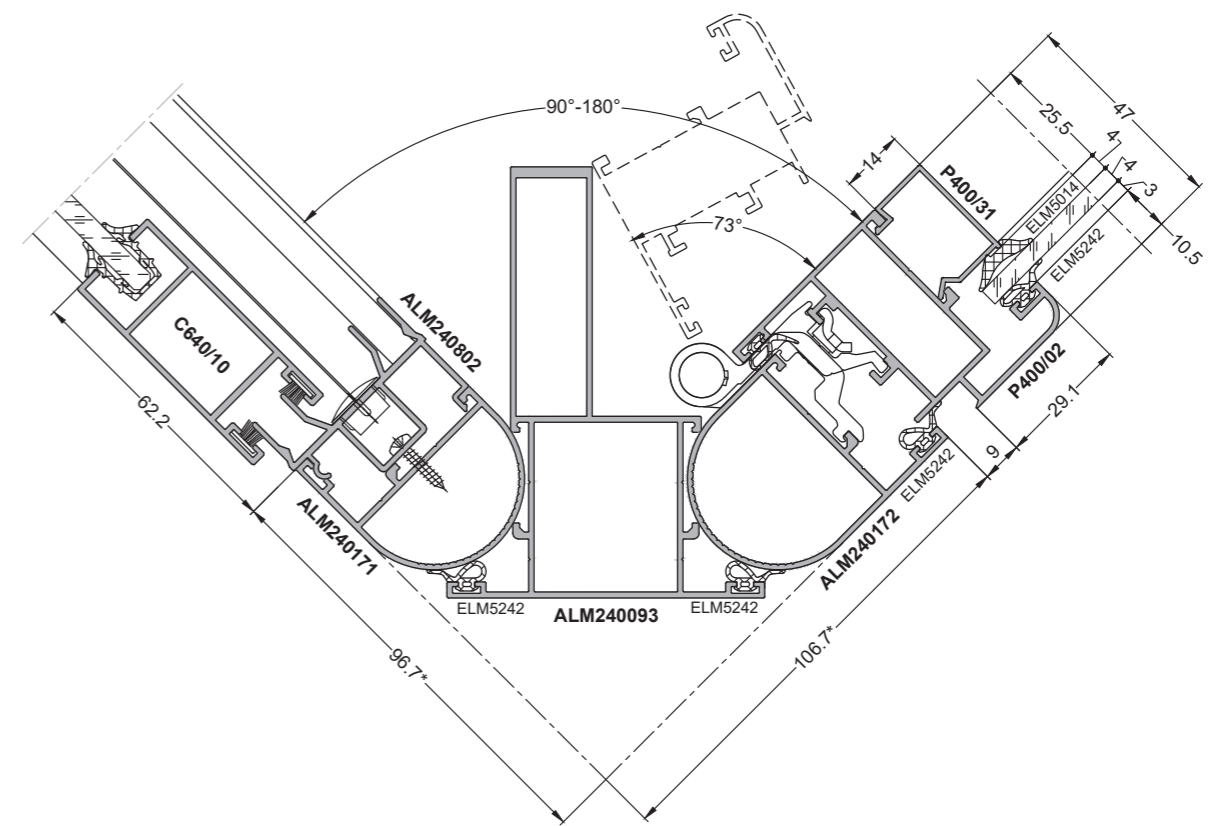 90°-180°
47
25.5
4
4
3
14
P400/31
ELM5014
73°
ELM5242
10.5
ALM240802
C640/10
P400/02
62.2
29.1
9
ELM5242
ALM240171
ALM240172
ELM5242
ALM240093
ELM5242
96.7*
106.7*